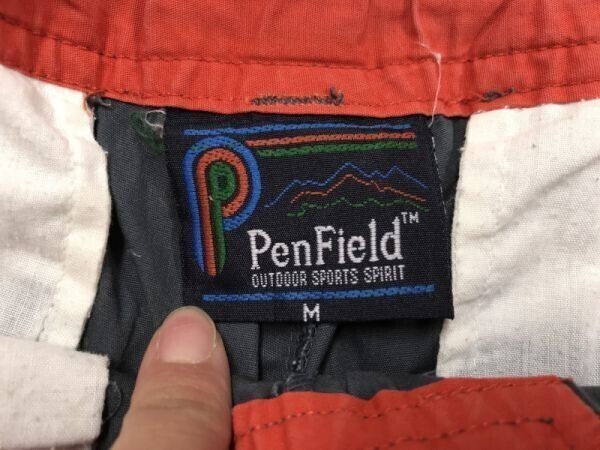 PenField™
OUTDOOR SPORTS SPIRIT
M